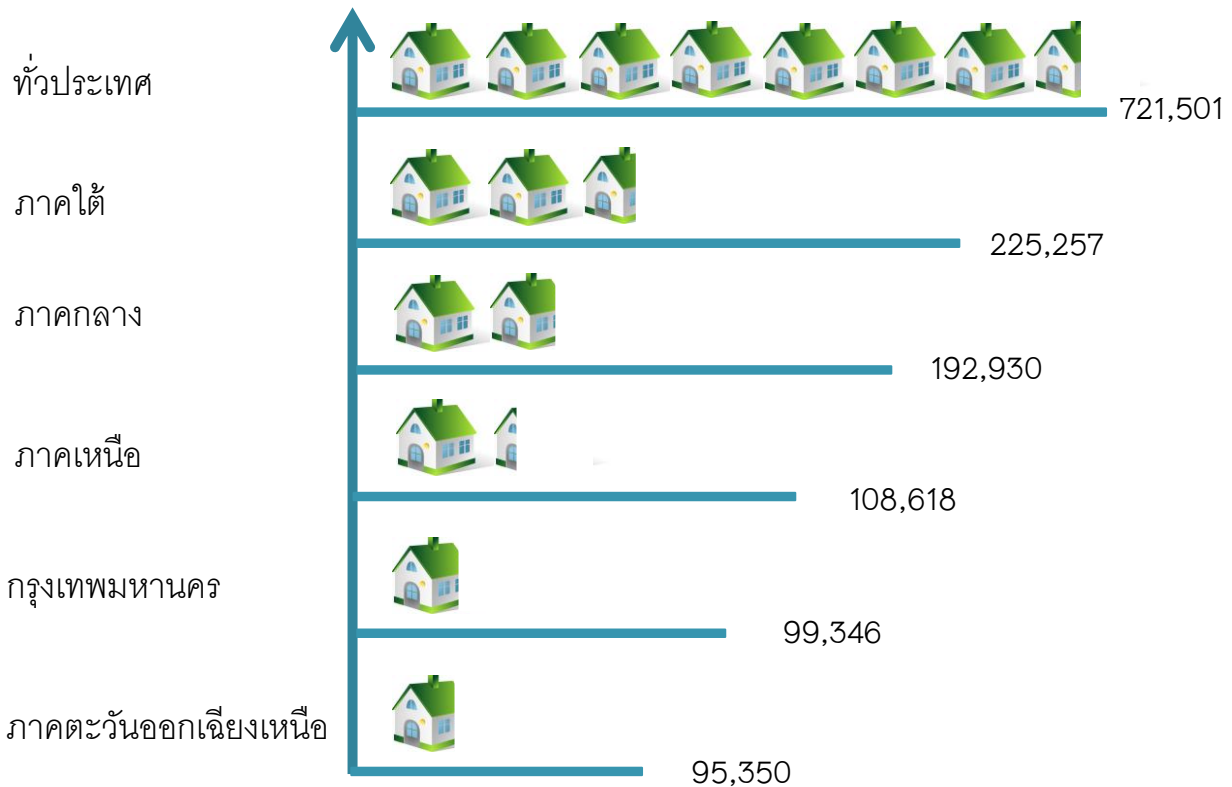 ทั่วประเทศ
721,501
ภาคใต้
225,257
ภาคกลาง
192,930
ภาคเหนือ
108,618
กรุงเทพมหานคร
99,346
ภาคตะวันออกเฉียงเหนือ
95,350